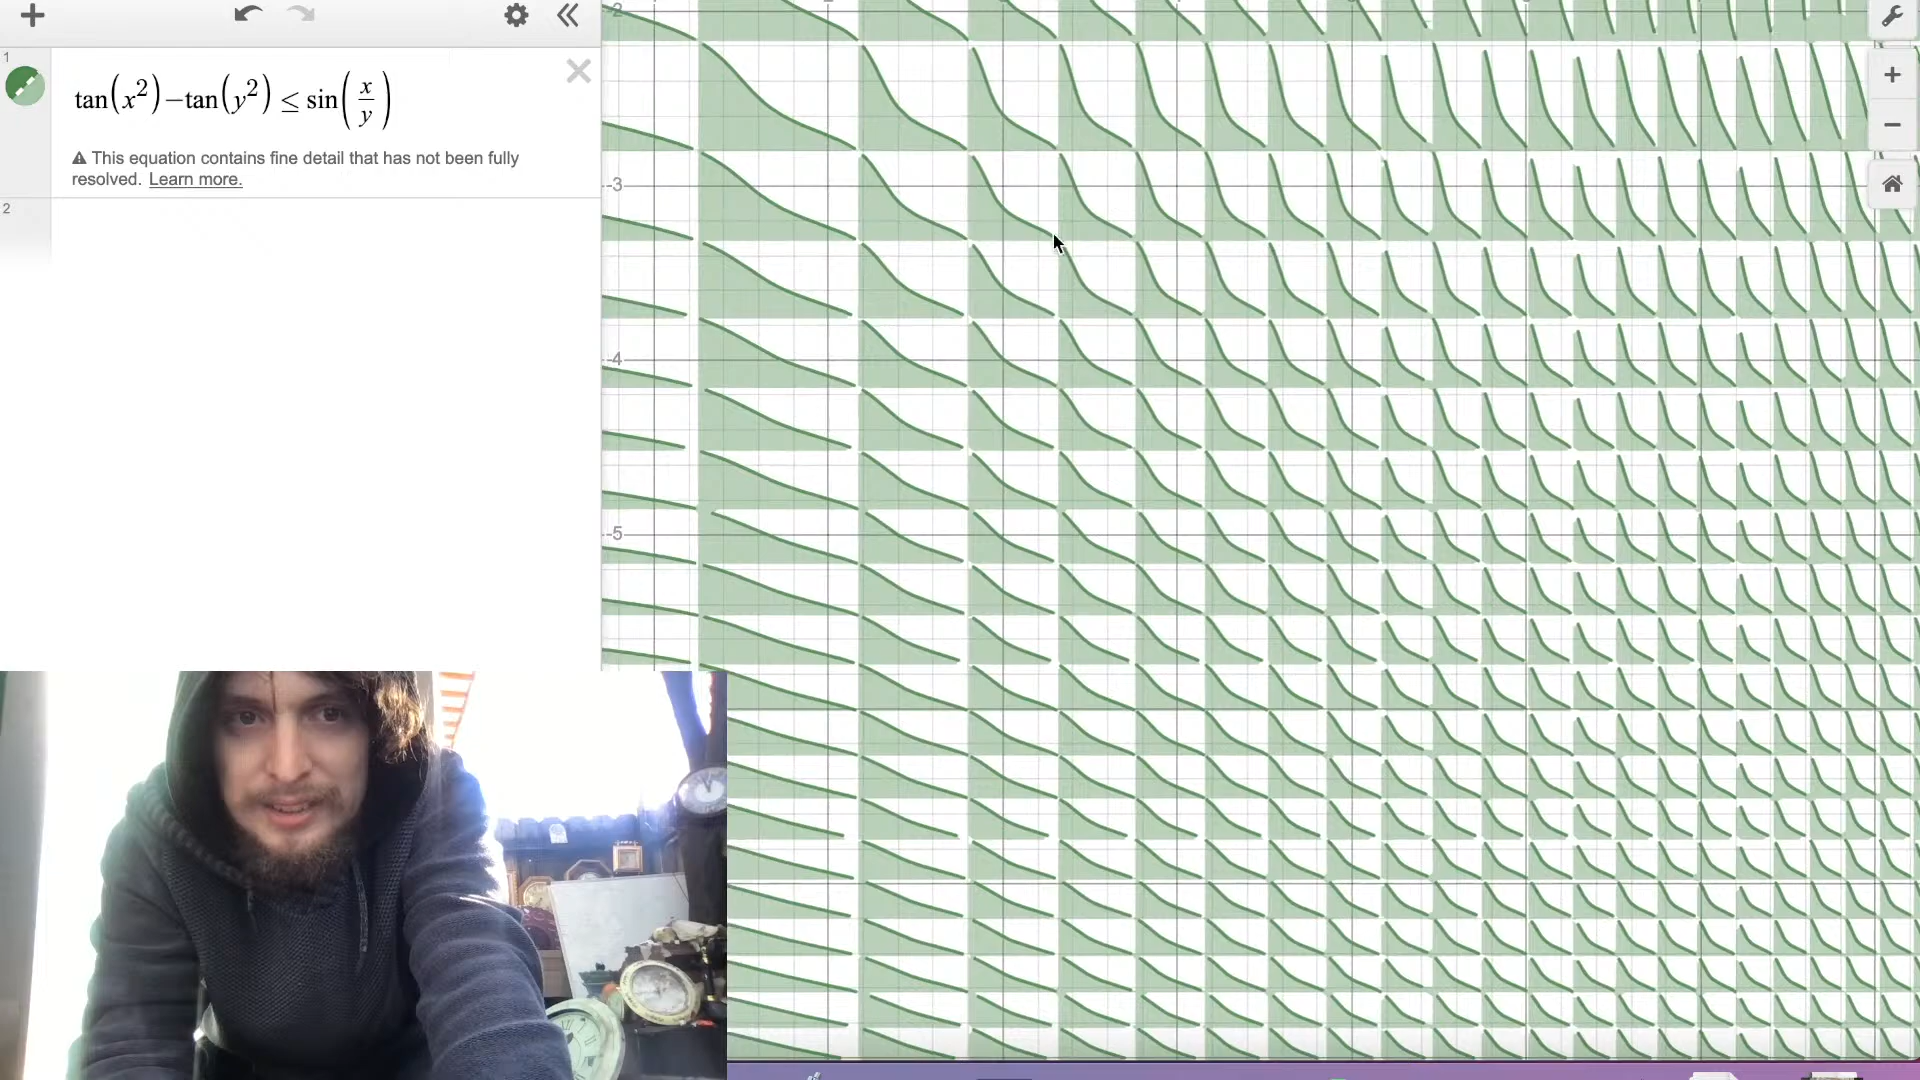 1
tan(x²)−tan(y²) ≤ sin(x/y)
⚠ This equation contains fine detail that has not been fully
resolved. Learn more.
2
-2
-3
-4
-5